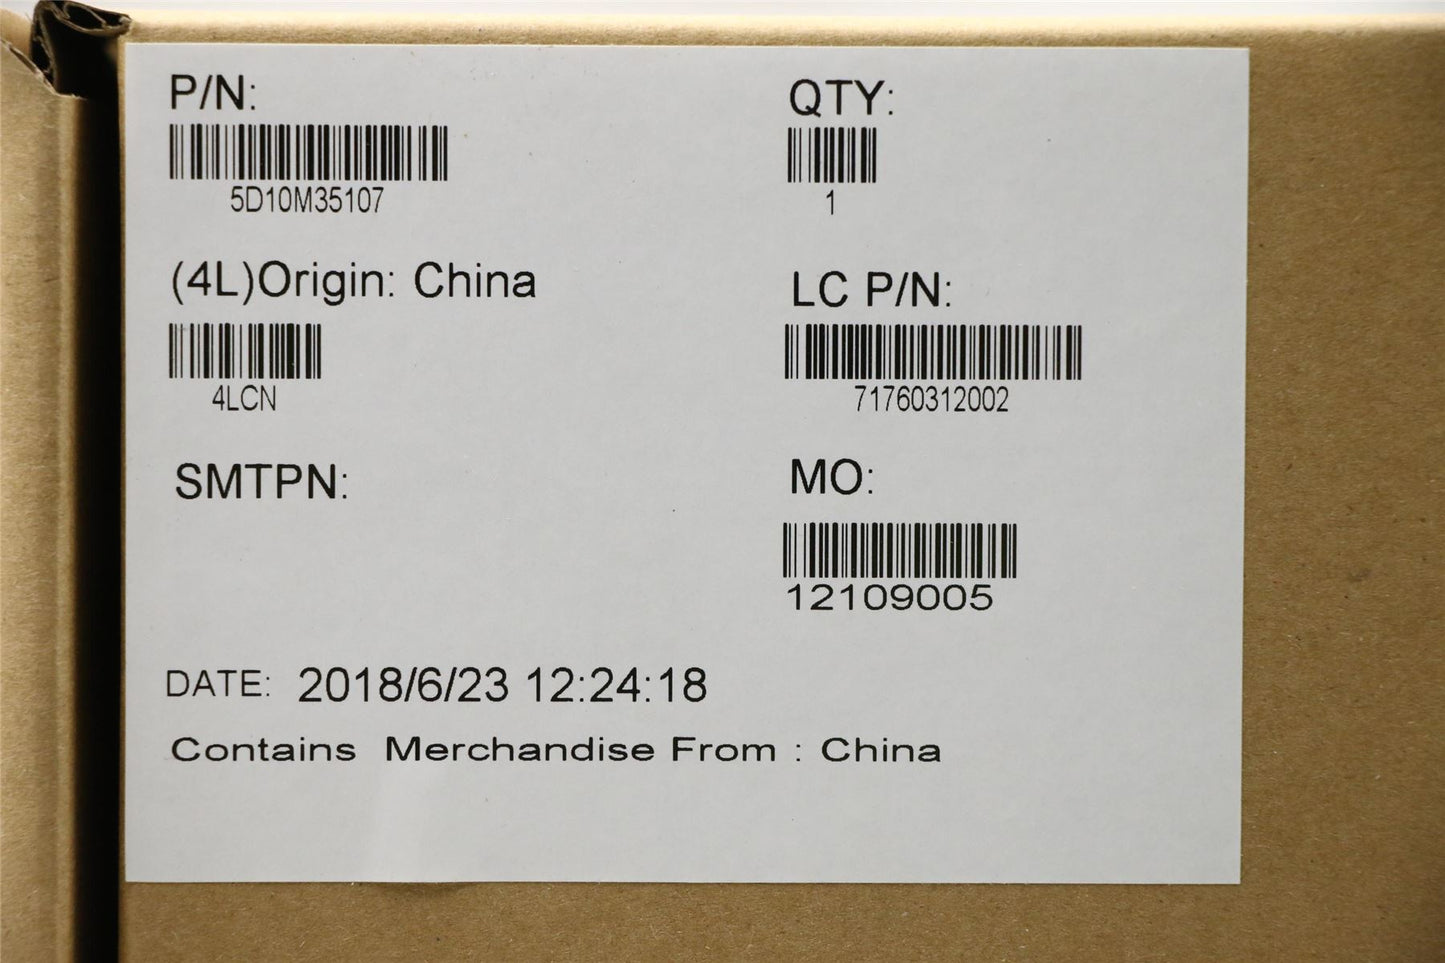 P/N:
5D10M35107
QTY:
1
(4L)Origin: China
4LCN
LC P/N:
71760312002
SMTPN:
MO:
12109005
DATE: 2018/6/23 12:24:18
Contains Merchandise From : China